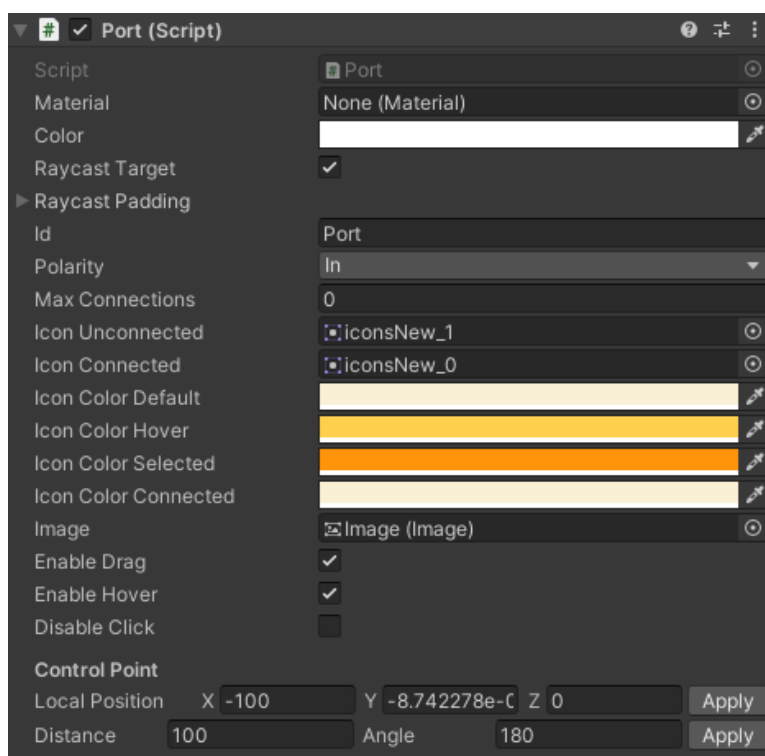 # Port (Script)
Script Port
Material None (Material)
Color
Raycast Target
Raycast Padding
Id Port
Polarity In
Max Connections 0
Icon Unconnected iconsNew_1
Icon Connected iconsNew_0
Icon Color Default
Icon Color Hover
Icon Color Selected
Icon Color Connected
Image Image (Image)
Enable Drag
Enable Hover
Disable Click
Control Point
Local Position X -100 Y -8.742278e-0 Z 0 Apply
Distance 100 Angle 180 Apply